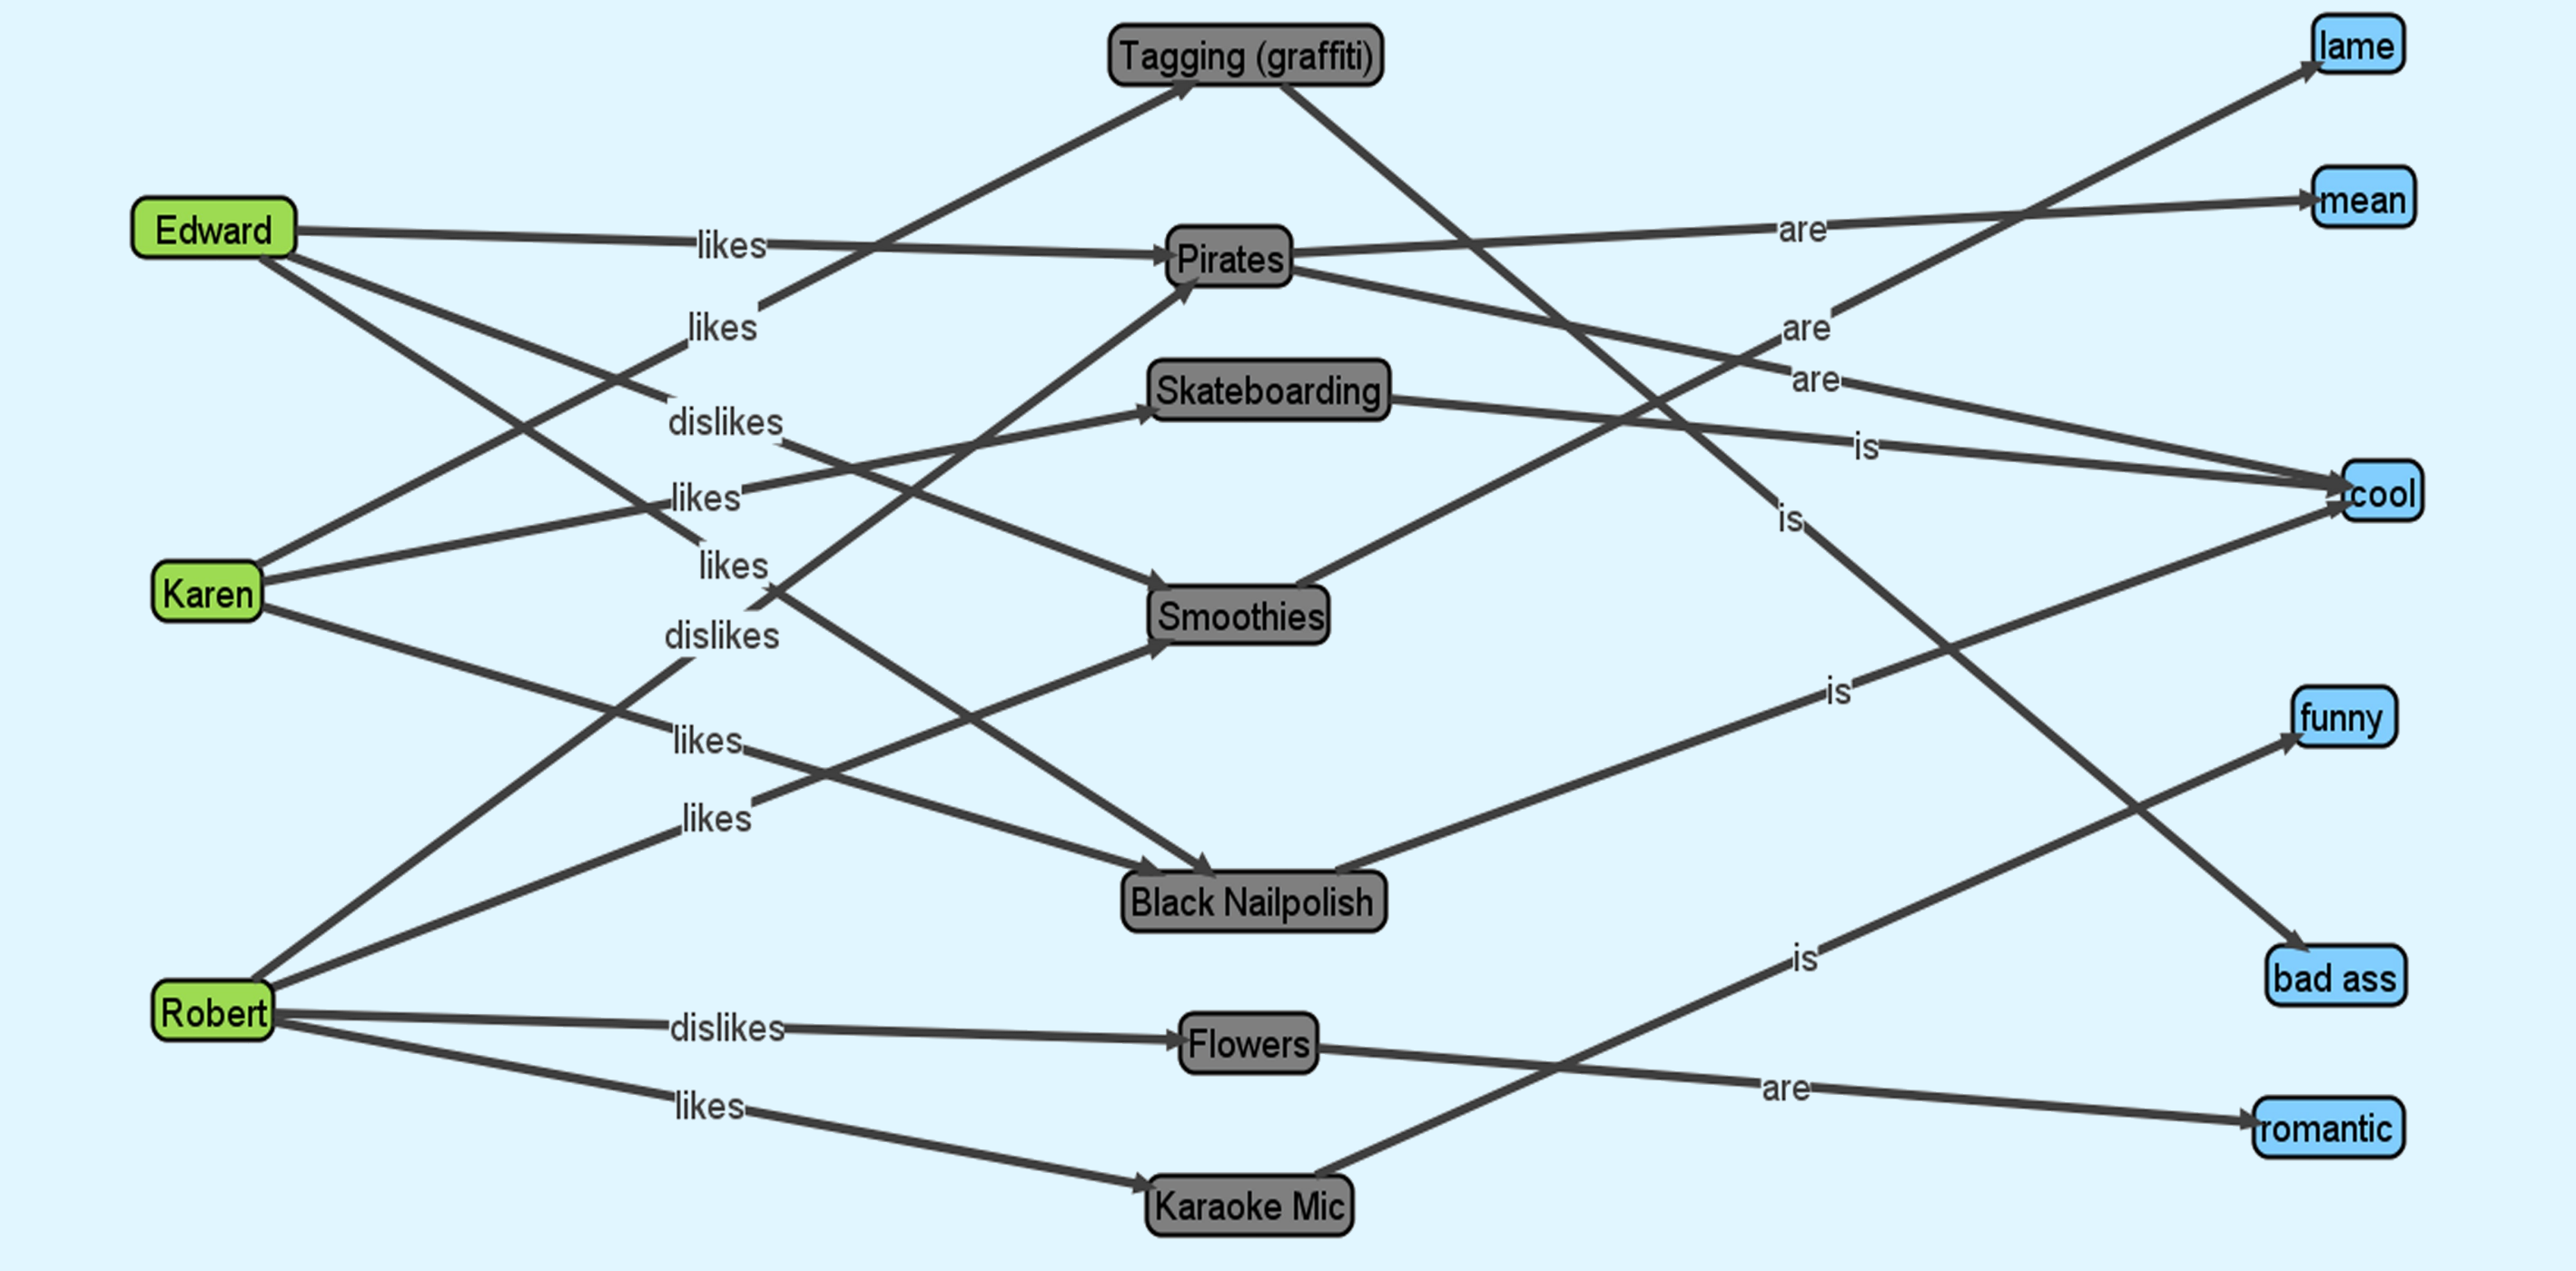 Tagging (graffiti)
lame
mean
Edward
likes
Pirates
are
likes
are
Skateboarding
are
dislikes
is
likes
cool
is
likes
Karen
Smoothies
dislikes
is
funny
likes
likes
Black Nailpolish
is
bad ass
Robert
dislikes
Flowers
are
likes
romantic
Karaoke Mic